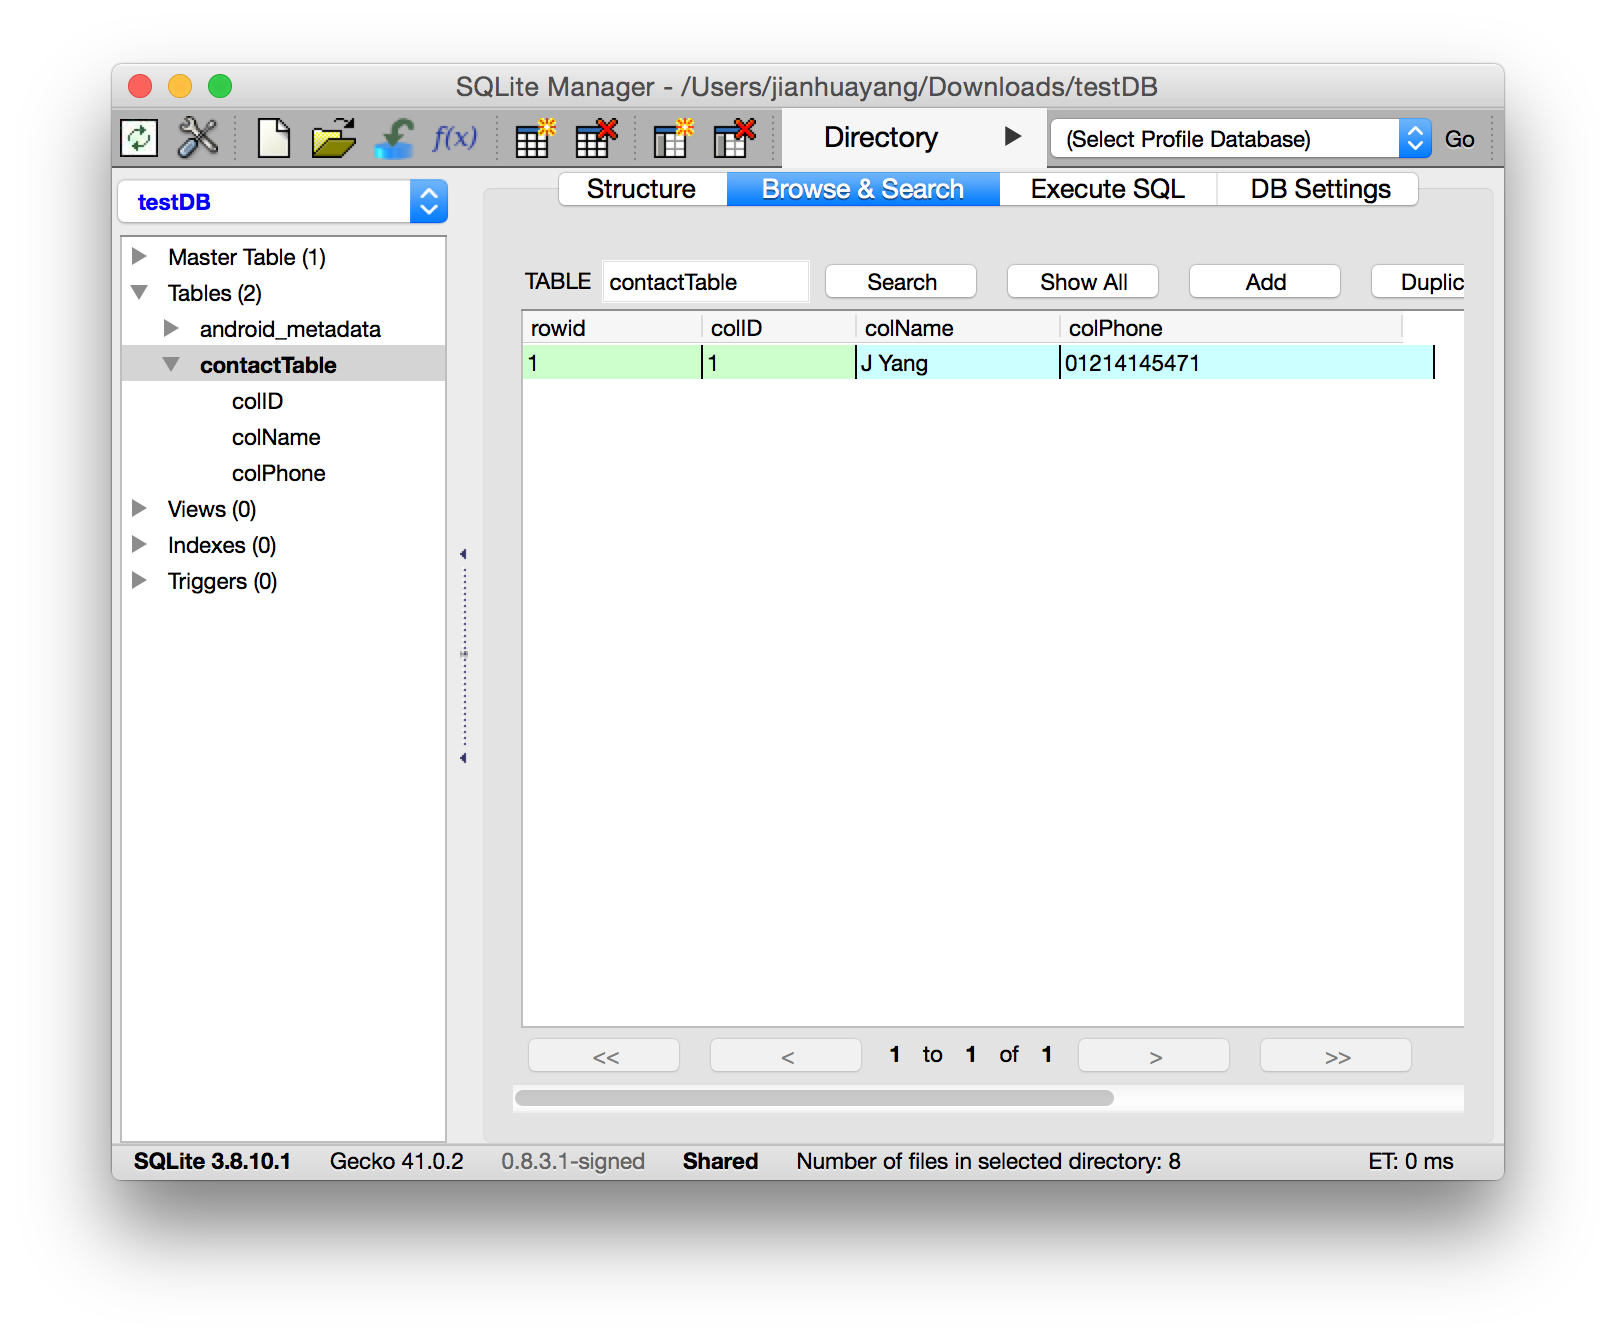 SQLite Manager - /Users/jianhuayang/Downloads/testDB
f(x) Directory (Select Profile Database) Go
testDB
Structure Browse & Search Execute SQL DB Settings
Master Table (1)
Tables (2)
android_metadata
contactTable
colID
colName
colPhone
Views (0)
Indexes (0)
Triggers (0)
TABLE contactTable Search Show All Add Duplic
rowid colID colName colPhone
1 1 J Yang 01214145471
<< < 1 to 1 of 1 > >>
SQLite 3.8.10.1 Gecko 41.0.2 0.8.3.1-signed Shared Number of files in selected directory: 8 ET: 0 ms